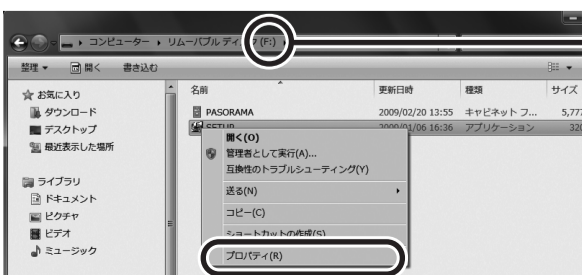 コンピューター ▸ リムーバブル ディスク (F:)
整理 ▼ 開く 書き込む
名前 更新日時 種類 サイズ
お気に入り
ダウンロード
デスクトップ
最近表示した場所
ライブラリ
ドキュメント
ピクチャ
ビデオ
ミュージック
PASORAMA 2009/02/20 13:55 キャビネット フ... 5,777
SETUP 2009/01/06 16:36 アプリケーション 320
開く(O)
管理者として実行(A)...
互換性のトラブルシューティング(Y)
送る(N)
コピー(C)
ショートカットの作成(S)
プロパティ(R)